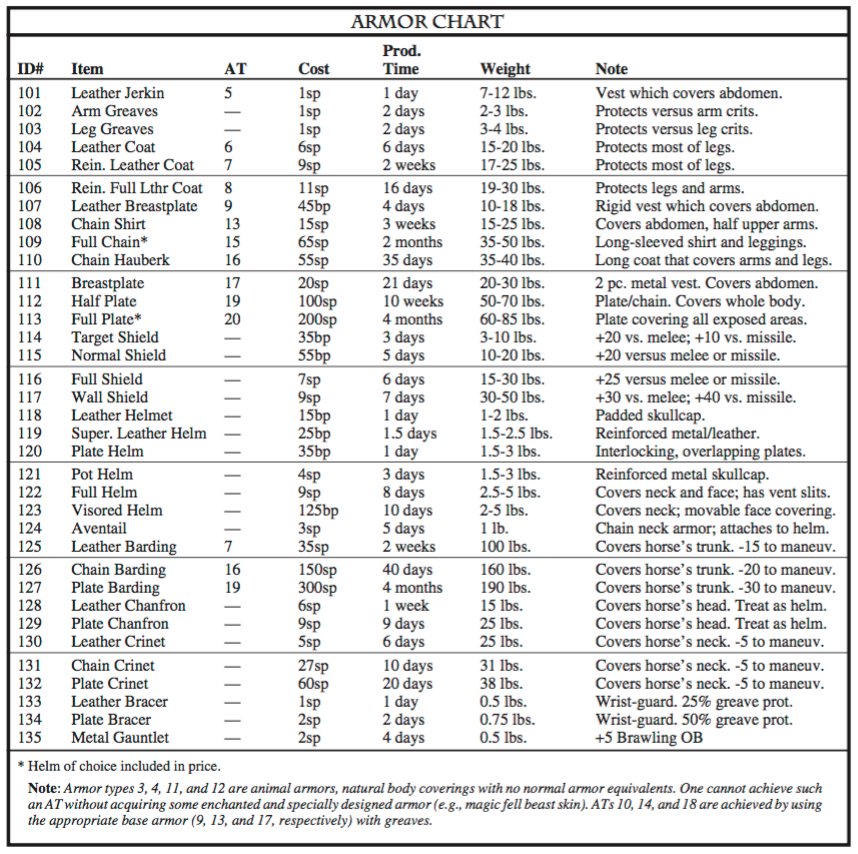 ARMOR CHART
Prod.
ID# Item AT Cost Time Weight Note
101 Leather Jerkin 5 1sp 1 day 7-12 lbs. Vest which covers abdomen.
102 Arm Greaves — 1sp 2 days 2-3 lbs. Protects versus arm crits.
103 Leg Greaves — 1sp 2 days 3-4 lbs. Protects versus leg crits.
104 Leather Coat 6 6sp 6 days 15-20 lbs. Protects most of legs.
105 Rein. Leather Coat 7 9sp 2 weeks 17-25 lbs. Protects most of legs.
106 Rein. Full Lthr Coat 8 11sp 16 days 19-30 lbs. Protects legs and arms.
107 Leather Breastplate 9 45bp 4 days 10-18 lbs. Rigid vest which covers abdomen.
108 Chain Shirt 13 15sp 3 weeks 15-25 lbs. Covers abdomen, half upper arms.
109 Full Chain* 15 65sp 2 months 35-50 lbs. Long-sleeved shirt and leggings.
110 Chain Hauberk 16 55sp 35 days 35-40 lbs. Long coat that covers arms and legs.
111 Breastplate 17 20sp 21 days 20-30 lbs. 2 pc. metal vest. Covers abdomen.
112 Half Plate 19 100sp 10 weeks 50-70 lbs. Plate/chain. Covers whole body.
113 Full Plate* 20 200sp 4 months 60-85 lbs. Plate covering all exposed areas.
114 Target Shield — 35bp 3 days 3-10 lbs. +20 vs. melee; +10 vs. missile.
115 Normal Shield — 55bp 5 days 10-20 lbs. +20 versus melee or missile.
116 Full Shield — 7sp 6 days 15-30 lbs. +25 versus melee or missile.
117 Wall Shield — 9sp 7 days 30-50 lbs. +30 vs. melee; +40 vs. missile.
118 Leather Helmet — 15bp 1 day 1-2 lbs. Padded skullcap.
119 Super. Leather Helm — 25bp 1.5 days 1.5-2.5 lbs. Reinforced metal/leather.
120 Plate Helm — 35bp 1 day 1.5-3 lbs. Interlocking, overlapping plates.
121 Pot Helm — 4sp 3 days 1.5-3 lbs. Reinforced metal skullcap.
122 Full Helm — 9sp 8 days 2.5-5 lbs. Covers neck and face; has vent slits.
123 Visored Helm — 125bp 10 days 2-5 lbs. Covers neck; movable face covering.
124 Aventail — 3sp 5 days 1 lb. Chain neck armor; attaches to helm.
125 Leather Barding 7 35sp 2 weeks 100 lbs. Covers horse's trunk. -15 to maneuv.
126 Chain Barding 16 150sp 40 days 160 lbs. Covers horse's trunk. -20 to maneuv.
127 Plate Barding 19 300sp 4 months 190 lbs. Covers horse's trunk. -30 to maneuv.
128 Leather Chanfron — 6sp 1 week 15 lbs. Covers horse's head. Treat as helm.
129 Plate Chanfron — 9sp 9 days 25 lbs. Covers horse's head. Treat as helm.
130 Leather Crinet — 5sp 6 days 25 lbs. Covers horse's neck. -5 to maneuv.
131 Chain Crinet — 27sp 10 days 31 lbs. Covers horse's neck. -5 to maneuv.
132 Plate Crinet — 60sp 20 days 38 lbs. Covers horse's neck. -5 to maneuv.
133 Leather Bracer — 1sp 1 day 0.5 lbs. Wrist-guard. 25% greave prot.
134 Plate Bracer — 2sp 2 days 0.75 lbs. Wrist-guard. 50% greave prot.
135 Metal Gauntlet — 2sp 4 days 0.5 lbs. +5 Brawling OB
* Helm of choice included in price.
Note: Armor types 3, 4, 11, and 12 are animal armors, natural body coverings with no normal armor equivalents. One cannot achieve such
an AT without acquiring some enchanted and specially designed armor (e.g., magic fell beast skin). ATs 10, 14, and 18 are achieved by using
the appropriate base armor (9, 13, and 17, respectively) with greaves.